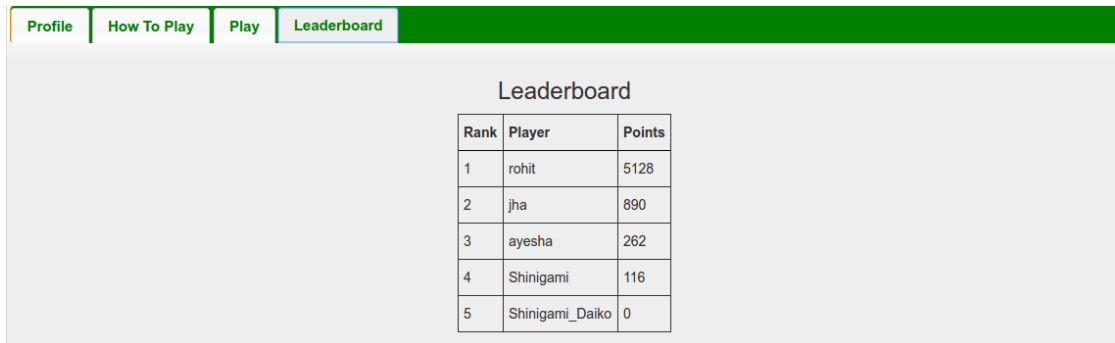 Profile How To Play Play Leaderboard
Leaderboard
Rank Player Points
1 rohit 5128
2 jha 890
3 ayesha 262
4 Shinigami 116
5 Shinigami_Daiko 0